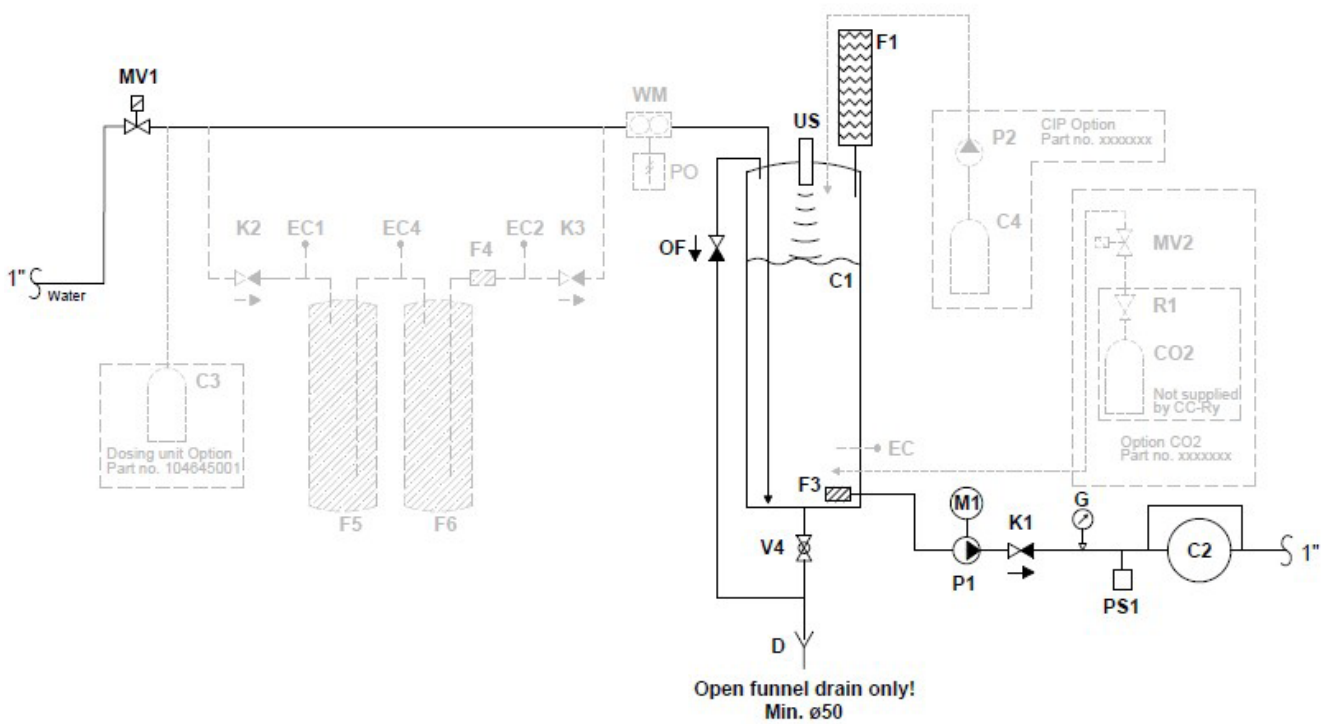 F1
MV1
WM
US
CIP Option
Part no. xxxxxxx
P2
PO
K2
EC1
EC4
F4
EC2
K3
OF
C1
C4
MV2
1"
Water
R1
CO2
Not supplied
by CC-Ry
C3
Dosing unit Option
Part no. 104645001
EC
Option CO2
Part no. xxxxxxx
F5
F6
F3
M1
K1
G
V4
C2
1"
P1
PS1
D
Open funnel drain only!
Min. ø50